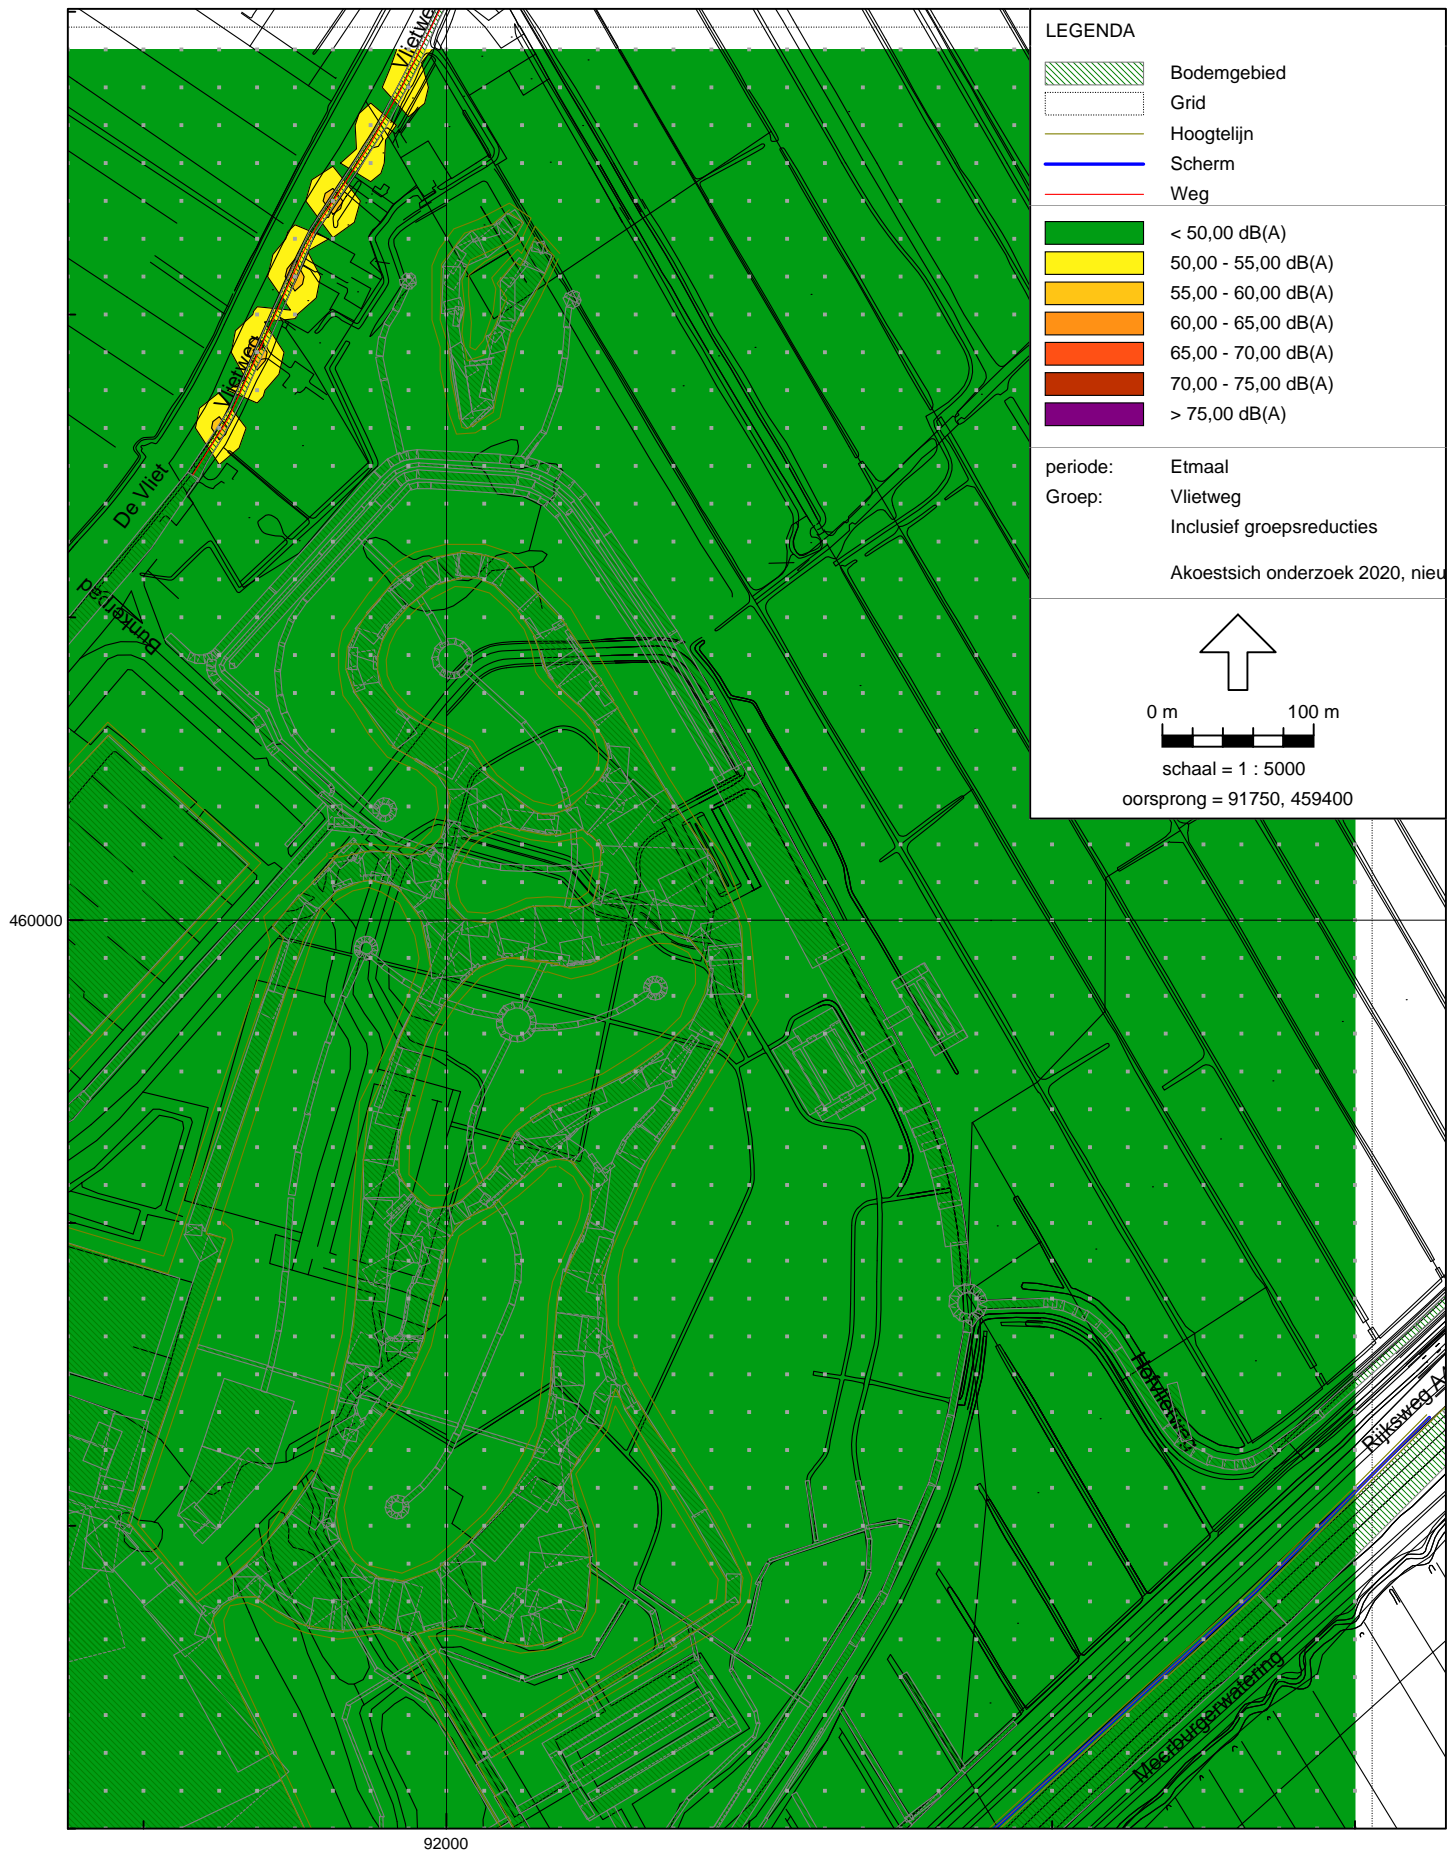 LEGENDA
Bodemgebied
Grid
Hoogtelijn
Scherm
Weg
< 50,00 dB(A)
50,00 - 55,00 dB(A)
55,00 - 60,00 dB(A)
60,00 - 65,00 dB(A)
65,00 - 70,00 dB(A)
70,00 - 75,00 dB(A)
> 75,00 dB(A)
periode: Etmaal
Groep: Vlietweg
Inclusief groepsreducties
Akoestsich onderzoek 2020, nieu
0 m 100 m
schaal = 1 : 5000
oorsprong = 91750, 459400
Vlietwe
Vlietweg
De Vliet
Bunkerpad
460000
Hofvlietweg
Rijksweg A4
Meerburgerwatering
92000